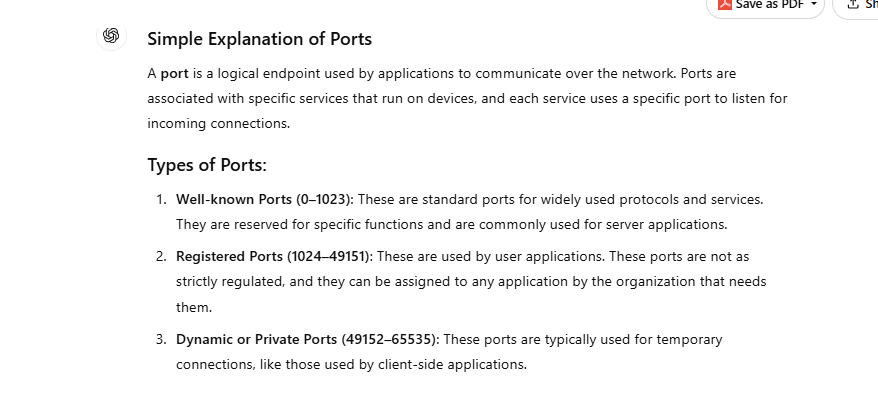 Save as PDF
Sh
Simple Explanation of Ports
A port is a logical endpoint used by applications to communicate over the network. Ports are
associated with specific services that run on devices, and each service uses a specific port to listen for
incoming connections.
Types of Ports:
1. Well-known Ports (0–1023): These are standard ports for widely used protocols and services.
They are reserved for specific functions and are commonly used for server applications.
2. Registered Ports (1024–49151): These are used by user applications. These ports are not as
strictly regulated, and they can be assigned to any application by the organization that needs
them.
3. Dynamic or Private Ports (49152–65535): These ports are typically used for temporary
connections, like those used by client-side applications.